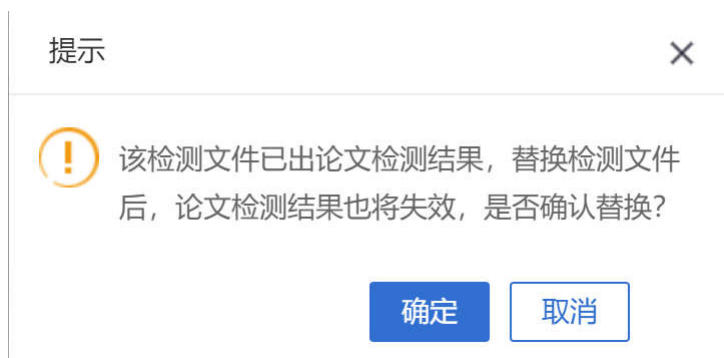 提示
该检测文件已出论文检测结果，替换检测文件
后，论文检测结果也将失效，是否确认替换？
确定
取消